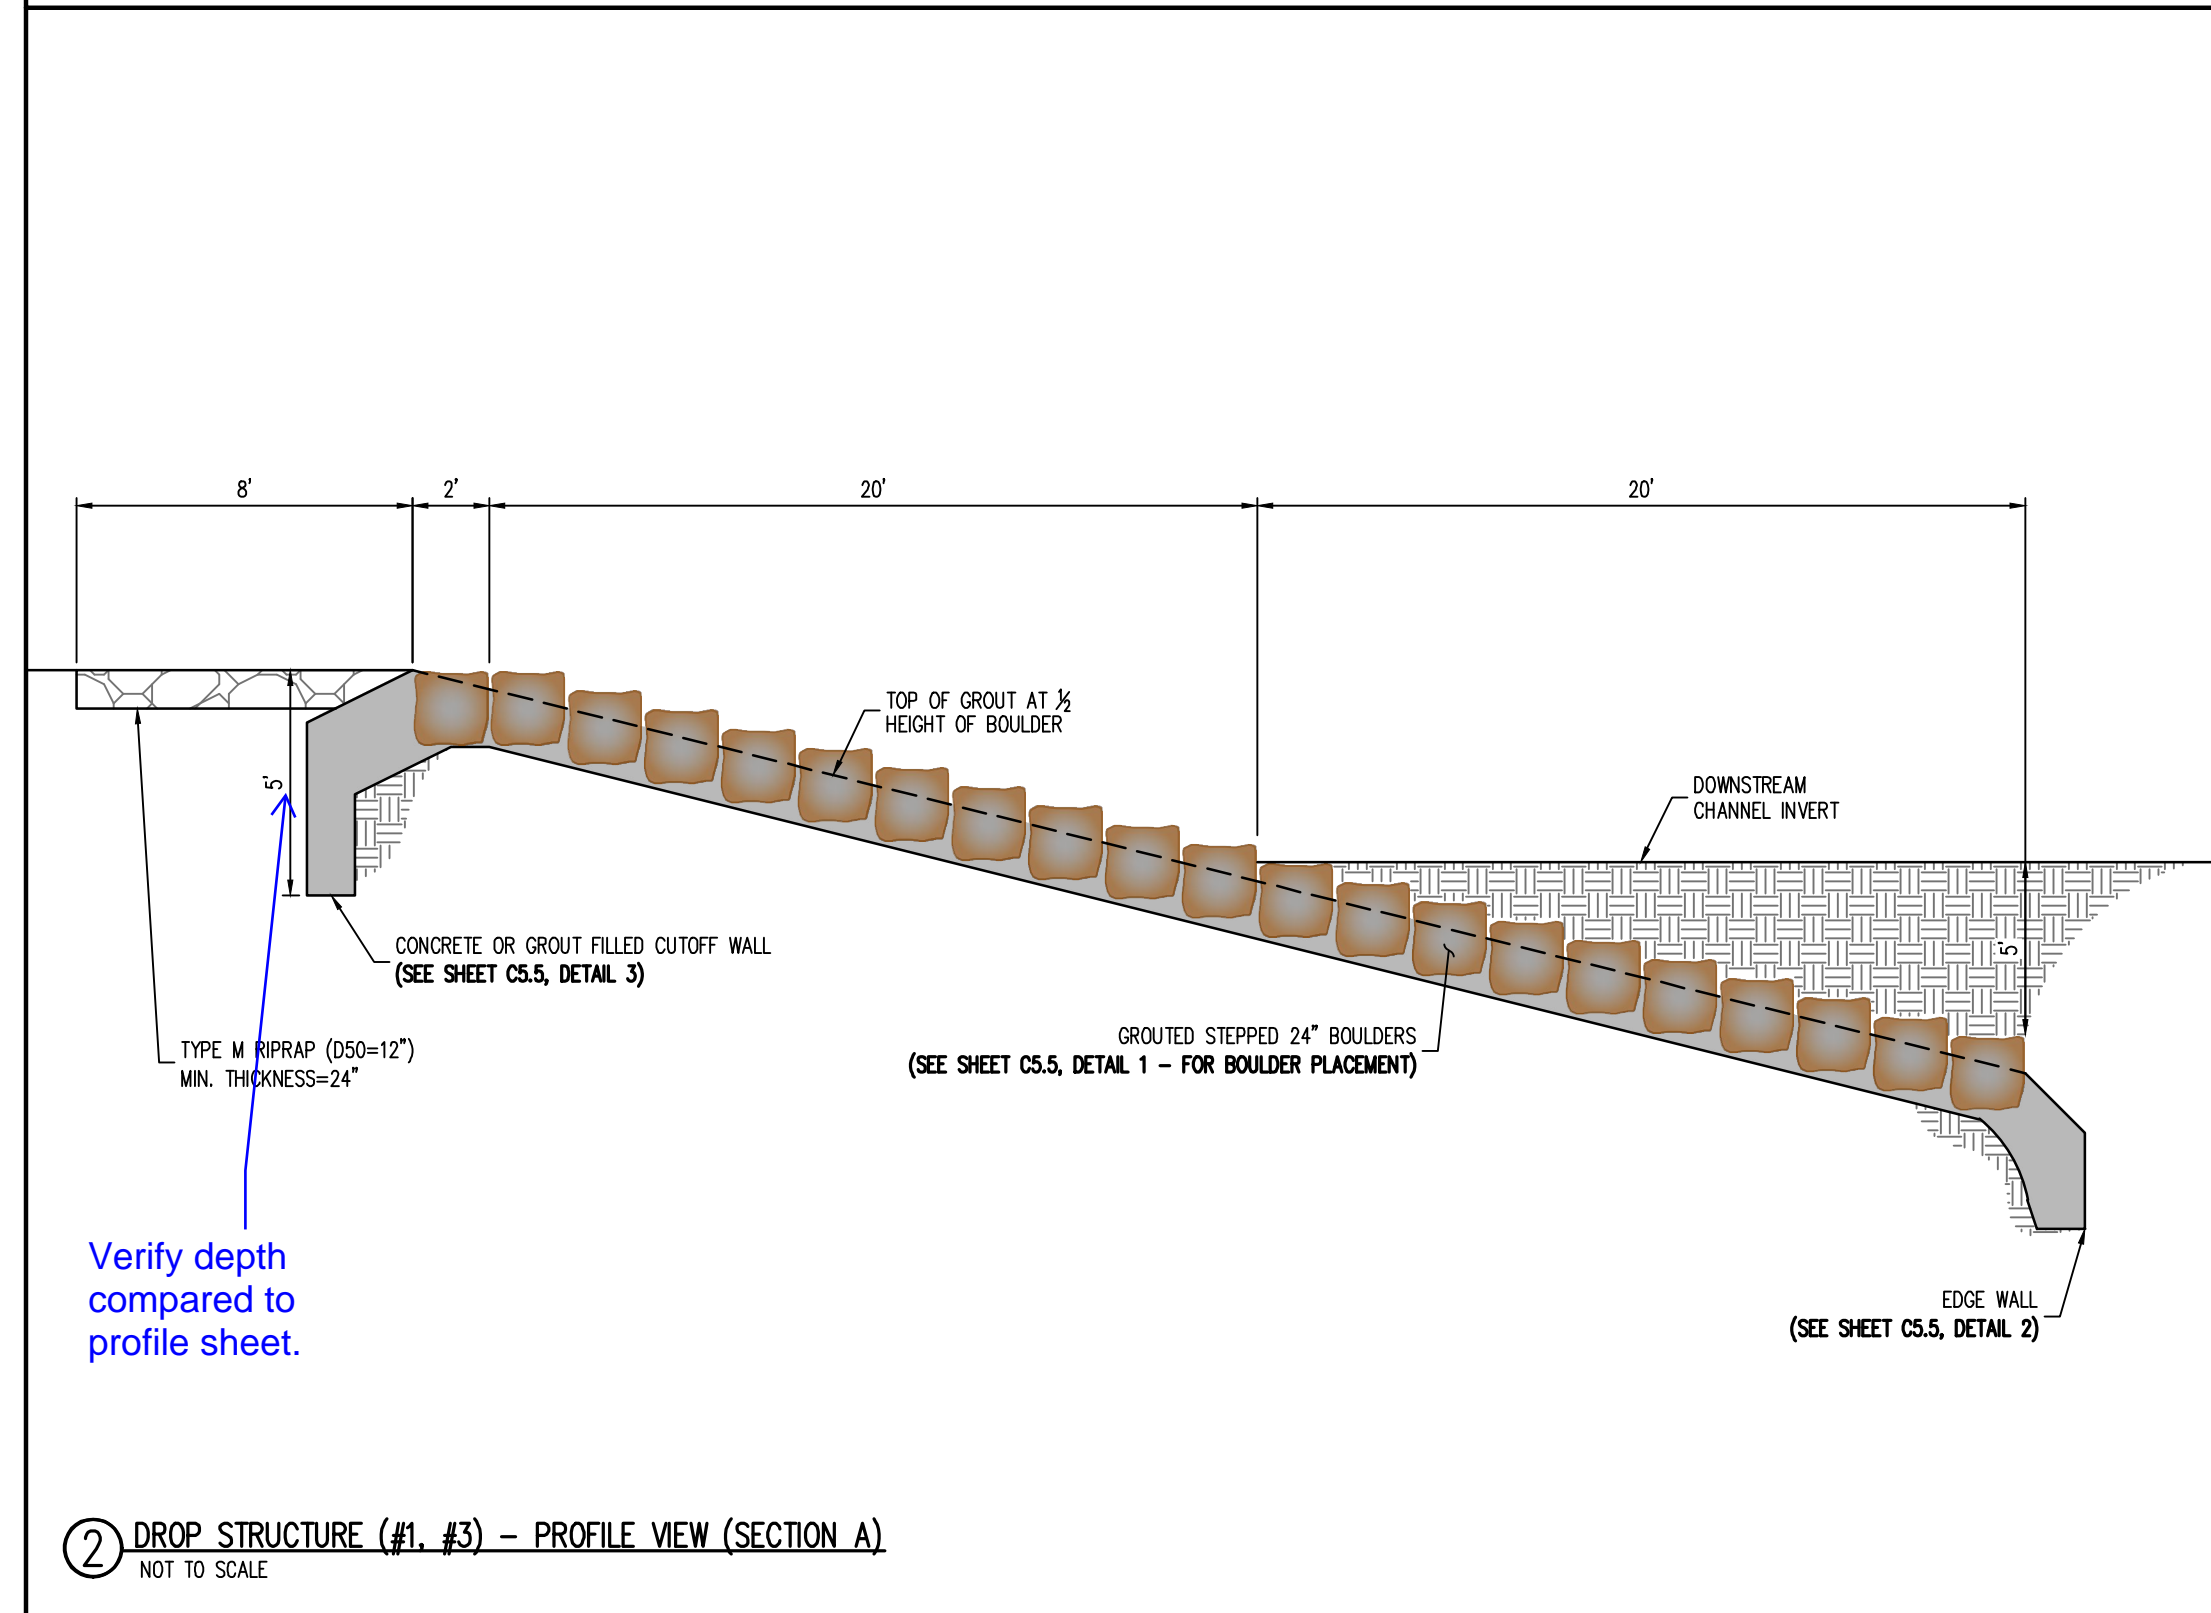 8'
2'
20'
20'
TOP OF GROUT AT ½
HEIGHT OF BOULDER
5'
DOWNSTREAM
CHANNEL INVERT
CONCRETE OR GROUT FILLED CUTOFF WALL
(SEE SHEET C5.5, DETAIL 3)
5'
TYPE M RIPRAP (D50=12")
MIN. THICKNESS=24"
GROUTED STEPPED 24" BOULDERS
(SEE SHEET C5.5, DETAIL 1 – FOR BOULDER PLACEMENT)
Verify depth
compared to
profile sheet.
EDGE WALL
(SEE SHEET C5.5, DETAIL 2)
2 DROP STRUCTURE (#1, #3) – PROFILE VIEW (SECTION A)
NOT TO SCALE